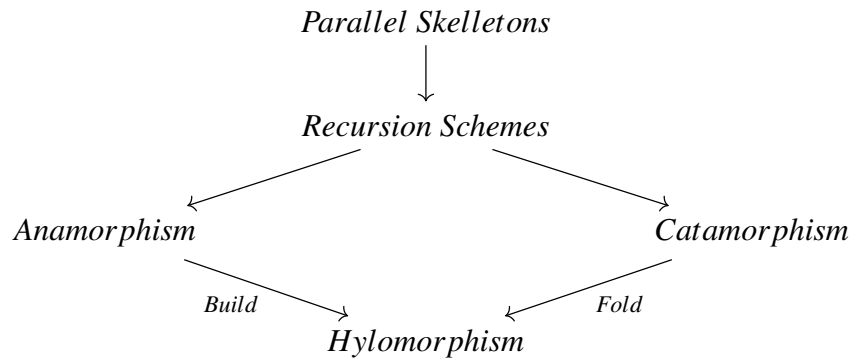 Parallel Skelletons
Recursion Schemes
Anamorphism Catamorphism
Build Fold
Hylomorphism